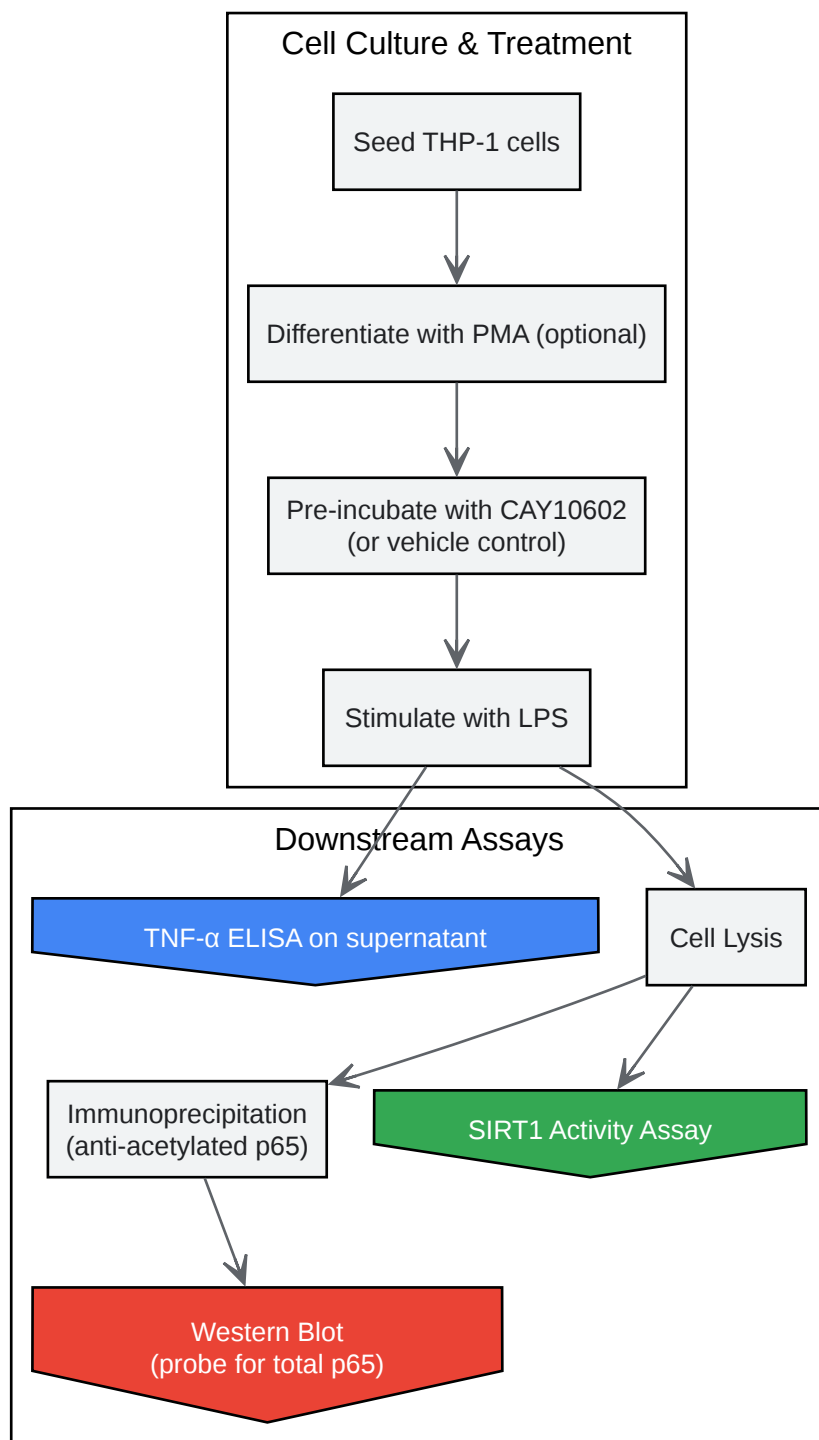 Cell Culture & Treatment
Seed THP-1 cells
Differentiate with PMA (optional)
Pre-incubate with CAY10602
(or vehicle control)
Stimulate with LPS
Downstream Assays
TNF-α ELISA on supernatant
Cell Lysis
Immunoprecipitation
(anti-acetylated p65)
SIRT1 Activity Assay
Western Blot
(probe for total p65)